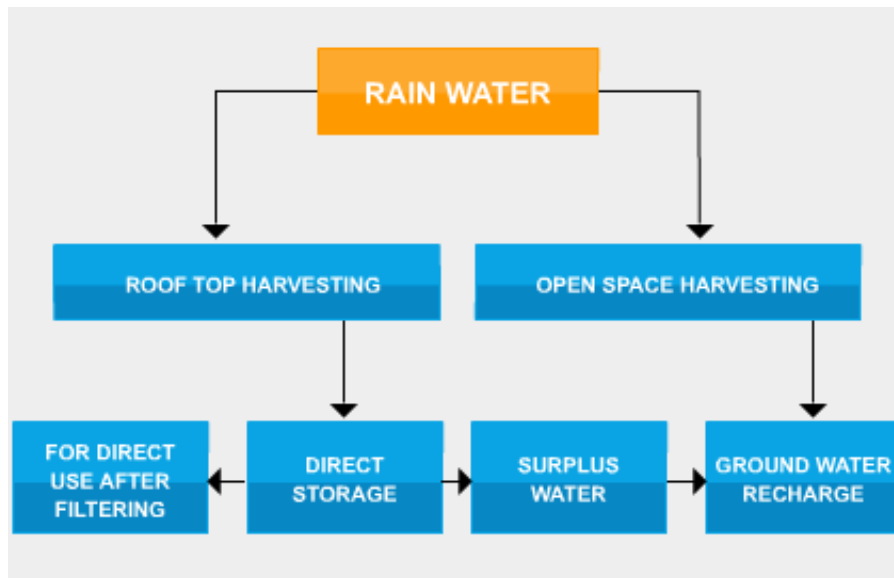 RAIN WATER
ROOF TOP HARVESTING
OPEN SPACE HARVESTING
FOR DIRECT
USE AFTER
FILTERING
DIRECT
STORAGE
SURPLUS
WATER
GROUND WATER
RECHARGE